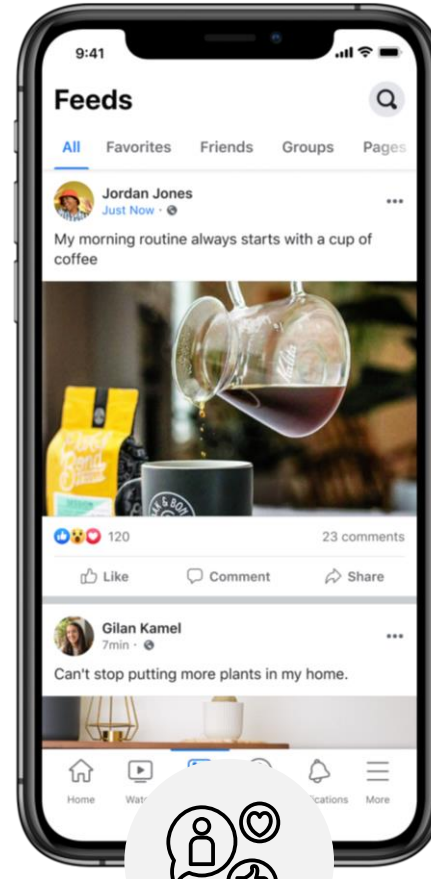 9:41
Feeds
All Favorites Friends Groups Pages
Jordan Jones
Just Now ·
My morning routine always starts with a cup of
coffee
120 23 comments
Like Comment Share
Gilan Kamel
7min ·
Can't stop putting more plants in my home.
Home More